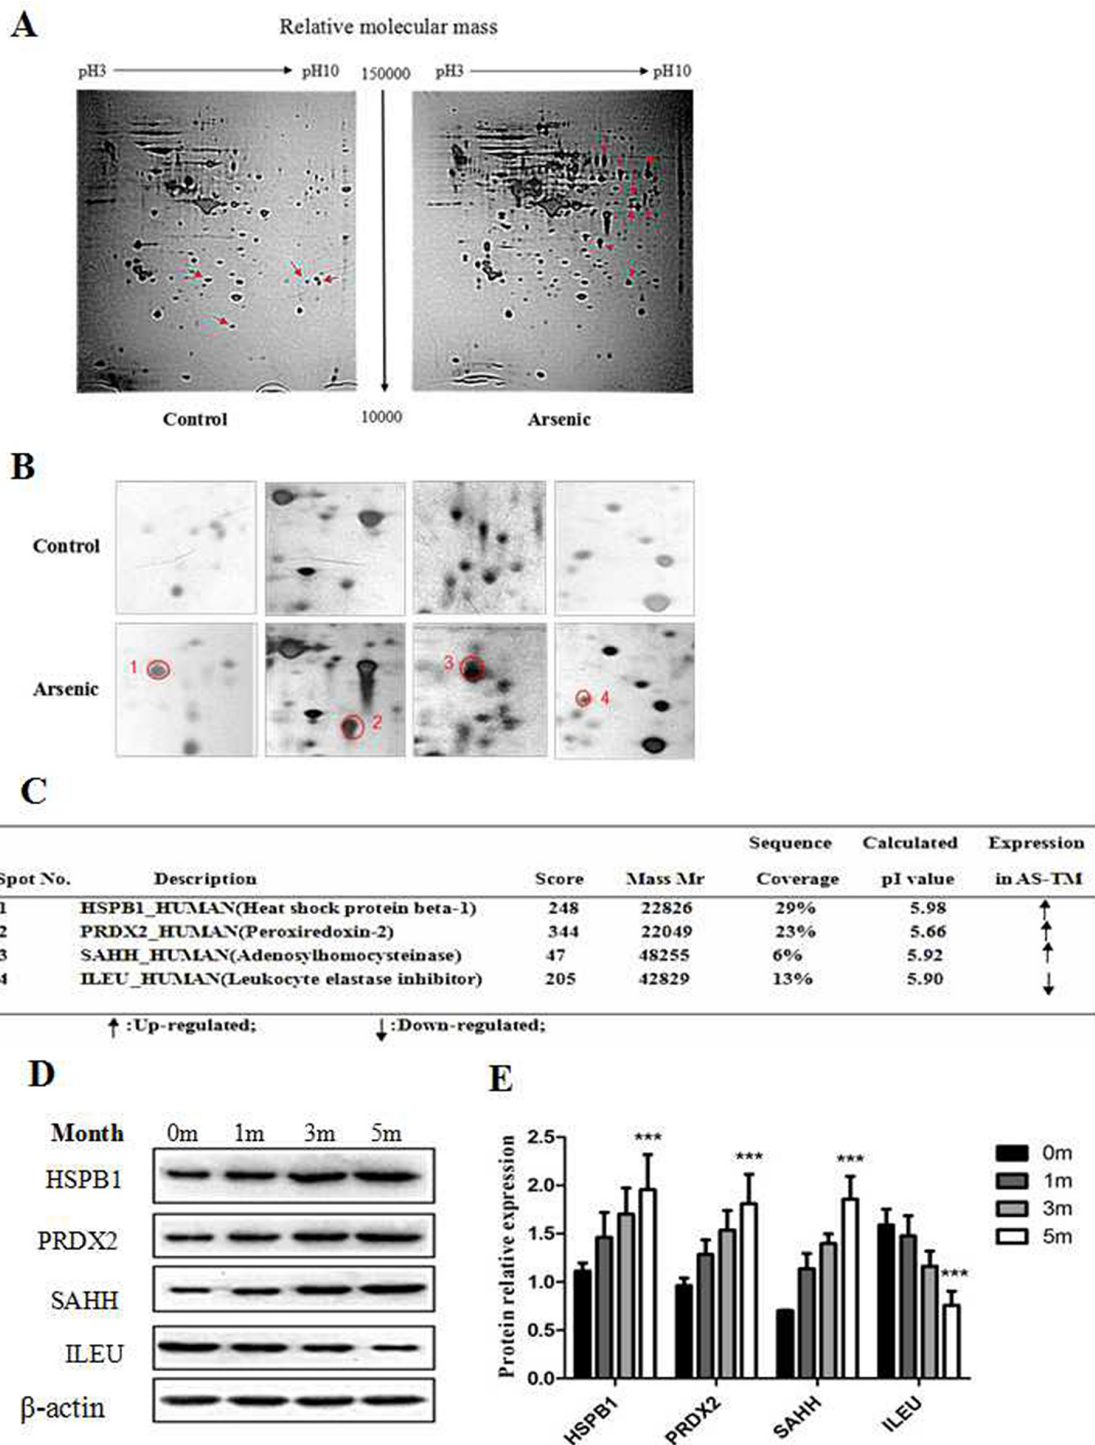 A
Relative molecular mass
pH3 pH10 150000 pH3 pH10
Control 10000 Arsenic
B
Control
Arsenic
1
2
3
4
C
Sequence Calculated Expression
Spot No. Description Score Mass Mr Coverage pI value in AS-TM
1 HSPB1_HUMAN(Heat shock protein beta-1) 248 22826 29% 5.98 ↑
2 PRDX2_HUMAN(Peroxiredoxin-2) 344 22049 23% 5.66 ↑
3 SAHH_HUMAN(Adenosylhomocysteinase) 47 48255 6% 5.92 ↑
4 ILEU_HUMAN(Leukocyte elastase inhibitor) 205 42829 13% 5.90 ↓
↑ :Up-regulated; ↓ :Down-regulated;
D
Month 0m 1m 3m 5m
HSPB1
PRDX2
SAHH
ILEU
β-actin
E
Protein relative expression
2.5
2.0
1.5
1.0
0.5
0.0
***
***
***
***
HSPB1
PRDX2
SAHH
ILEU
0m
1m
3m
5m